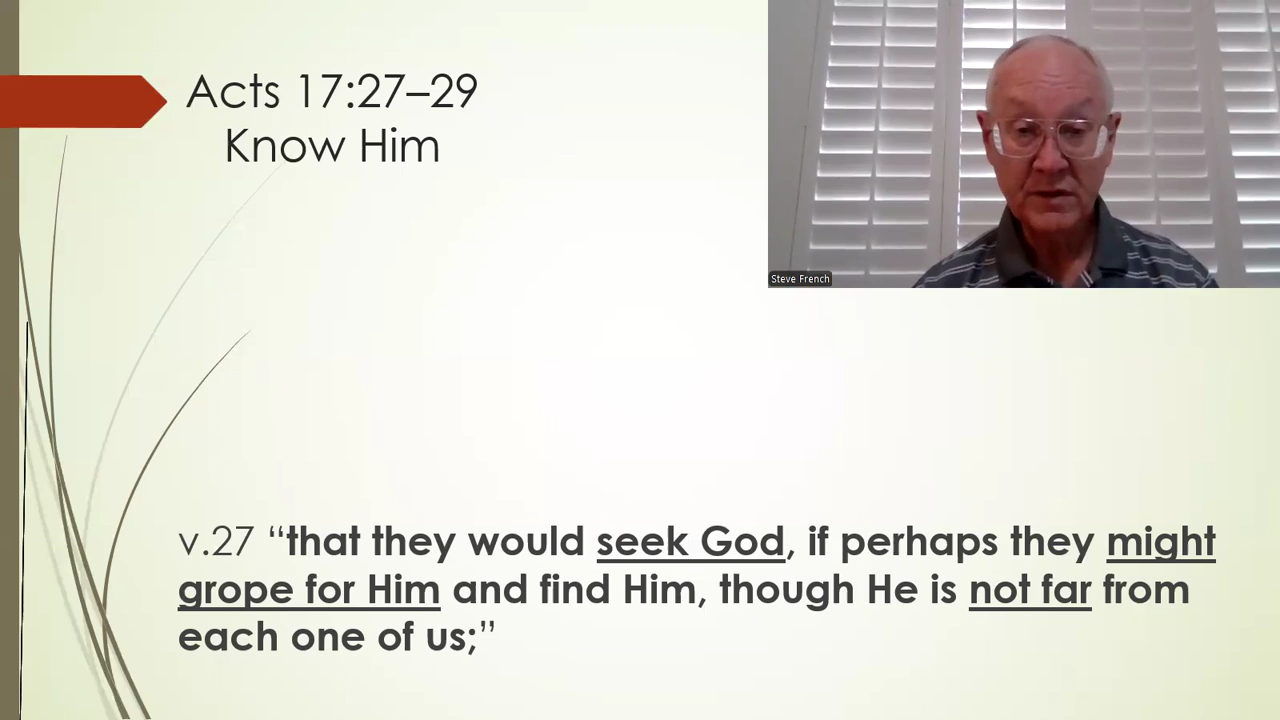 Acts 17:27–29
Know Him
Steve French
v.27 “that they would seek God, if perhaps they might
grope for Him and find Him, though He is not far from
each one of us;”